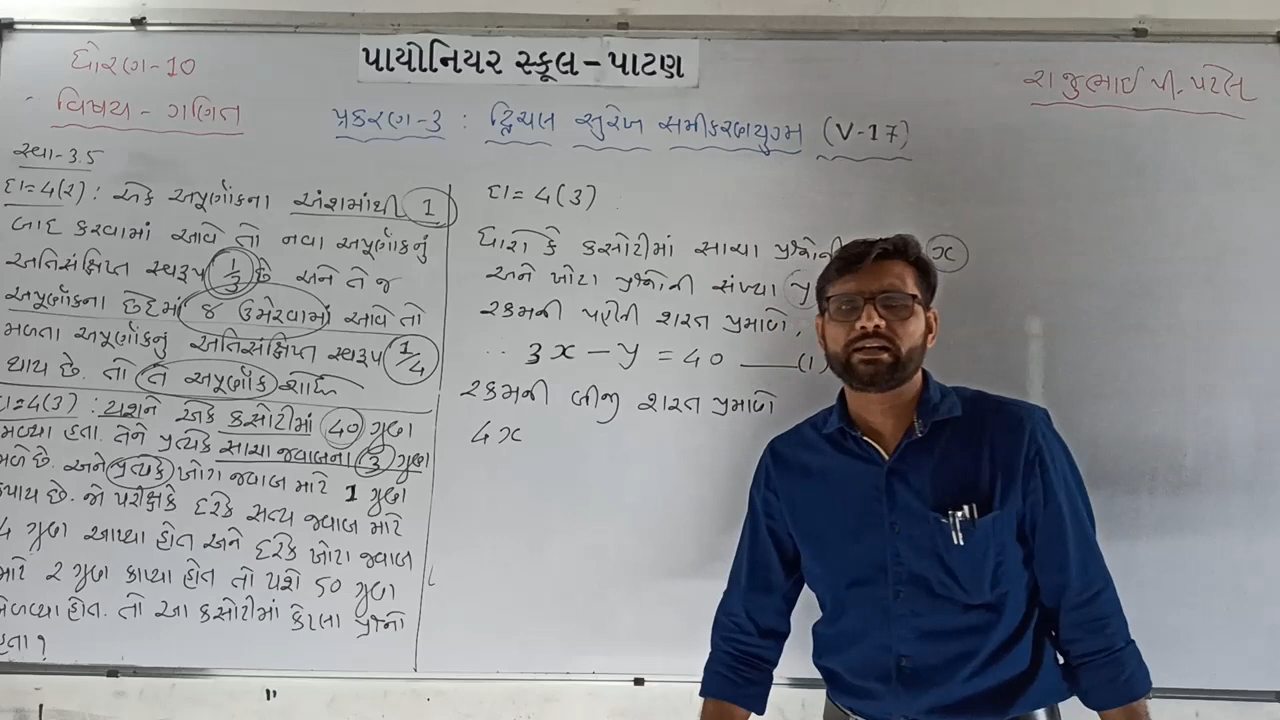 ધોરણ-10
પાયોનિયર સ્કૂલ - પાટણ
રાજુભાઈ પી. પટેલ
વિષય - ગણિત
પ્રકરણ-3 : દ્વિચલ સુરેખ સમીકરણયુગ્મ (V-17)
સ્વા-3.5
દા= 4(2) : એક અપૂર્ણાંકના અંશમાંથી 1
બાદ કરવામાં આવે તો નવા અપૂર્ણાંકનું
અતિસંક્ષિપ્ત સ્વરૂપ 1/3 છે અને તે જ
અપૂર્ણાંકના છેદમાં 8 ઉમેરવામાં આવે તો
મળતા અપૂર્ણાંકનું અતિસંક્ષિપ્ત સ્વરૂપ 1/4
થાય છે. તો તે અપૂર્ણાંક શોધો
દા=4(3) : યશને એક કસોટીમાં 40 ગુણ
મળ્યા હતા. તેને પ્રત્યેક સાચા જવાબના 3 ગુણ
મળે છે. અને પ્રત્યેક ખોટા જવાબ માટે 1 ગુણ
કપાય છે. જો પરીક્ષકે દરેક સત્ય જવાબ માટે
4 ગુણ આપ્યા હોત અને દરેક ખોટા જવાબ
માટે 2 ગુણ કાપ્યા હોત તો યશે 50 ગુણ
મેળવ્યા હોત. તો આ કસોટીમાં કેટલા પ્રશ્નો
હતા?
દા= 4(3)
ધારો કે કસોટીમાં સાચા x
અને ખોટા પ્રશ્નોની સંખ્યા y
રકમની પહેલી શરત પ્રમાણે,
∴ 3x - y = 40 —(1)
રકમની બીજી શરત પ્રમાણે
4x